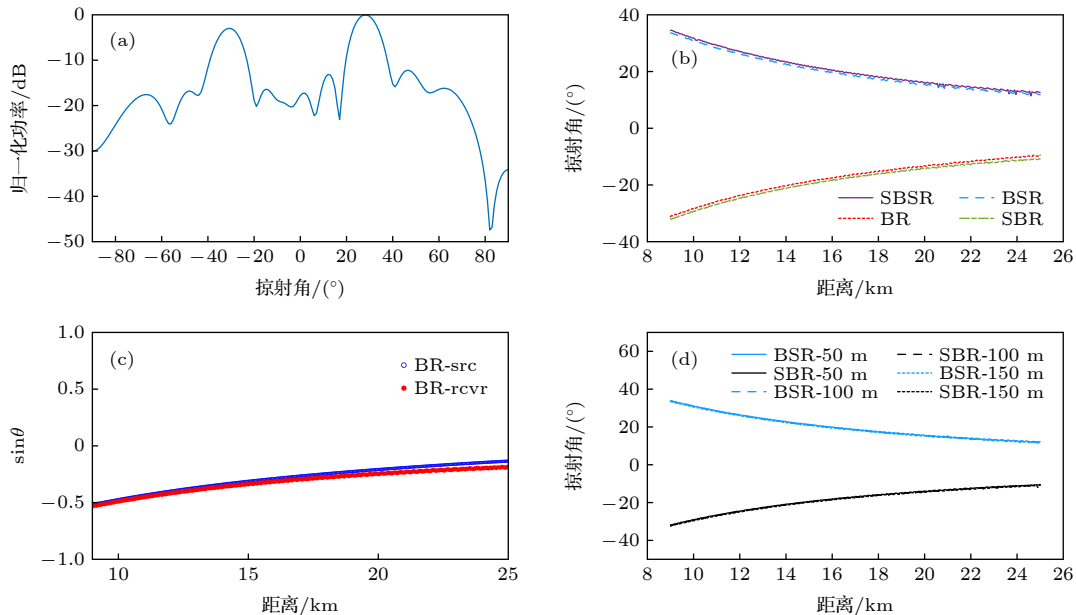 (a)
0
−10
−20
−30
−40
−50
归一化功率/dB
−80 −60 −40 −20 0 20 40 60 80
掠射角/(°)
(b)
40
20
0
−20
−40
掠射角/(°)
SBSR BSR
BR SBR
8 10 12 14 16 18 20 22 24 26
距离/km
(c)
1.0
0.5
0
−0.5
−1.0
sinθ
BR-src
BR-rcvr
10 15 20 25
距离/km
(d)
60
40
20
0
−20
−40
掠射角/(°)
BSR-50 m SBR-100 m
SBR-50 m BSR-150 m
BSR-100 m SBR-150 m
8 10 12 14 16 18 20 22 24 26
距离/km